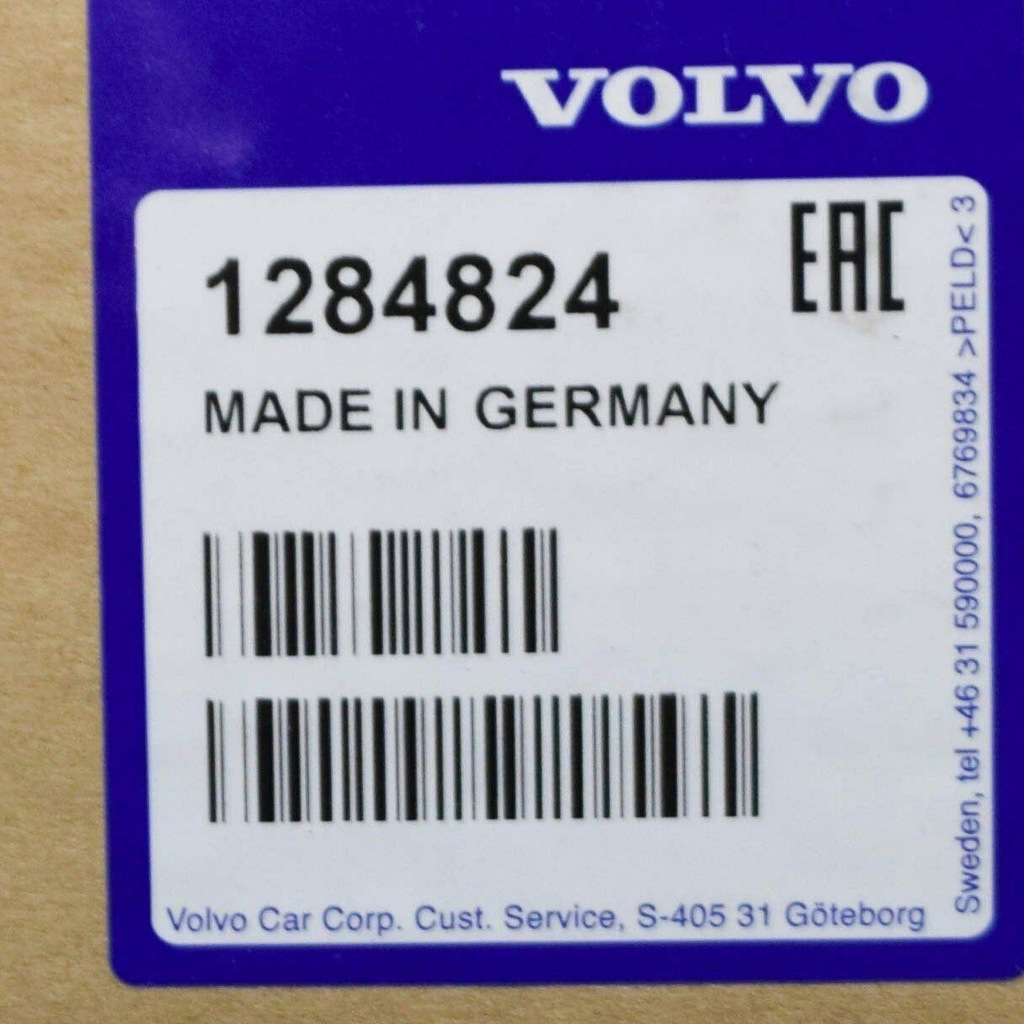 VOLVO
EAC
1284824
MADE IN GERMANY
Volvo Car Corp. Cust. Service, S-405 31 Göteborg
Sweden, tel +46 31 590000, 6769834 >PELD< 3